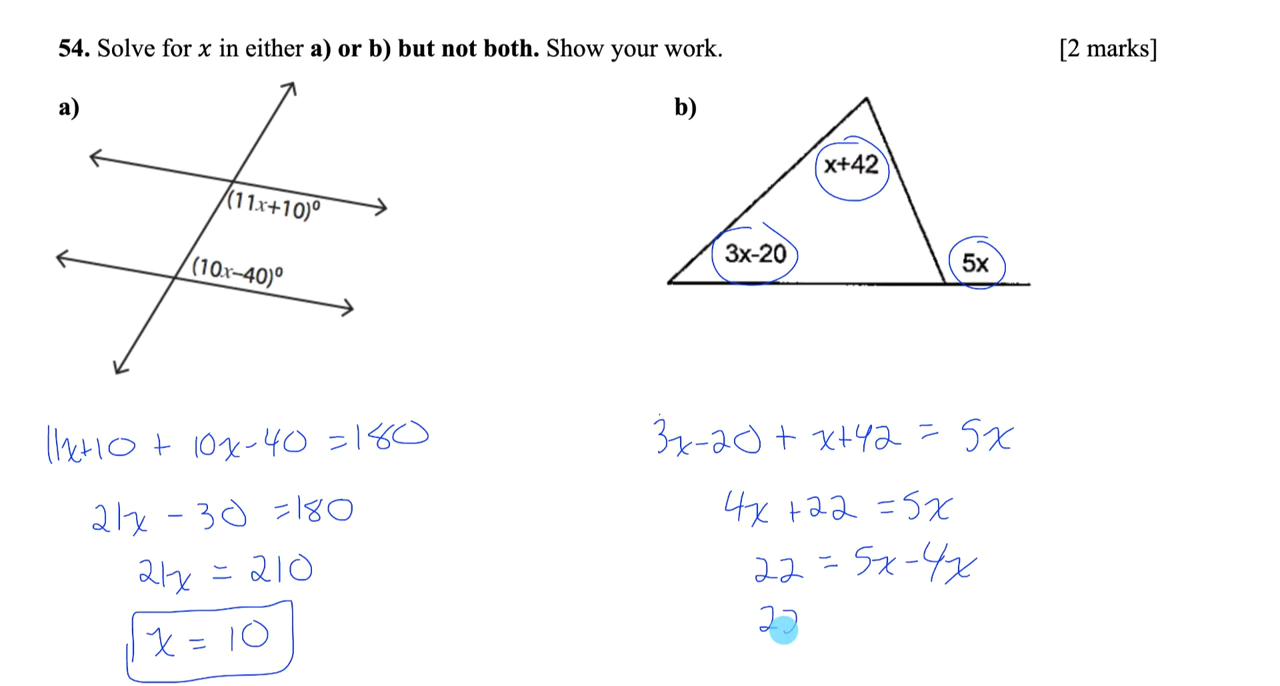 54. Solve for x in either a) or b) but not both. Show your work. [2 marks]
a)
(11x+10)º
(10x–40)º
11x+10 + 10x-40 =180
21x - 30 =180
21x = 210
x = 10
b)
x+42
3x-20
5x
3x-20 + x+42 = 5x
4x +22 =5x
22 = 5x-4x
22